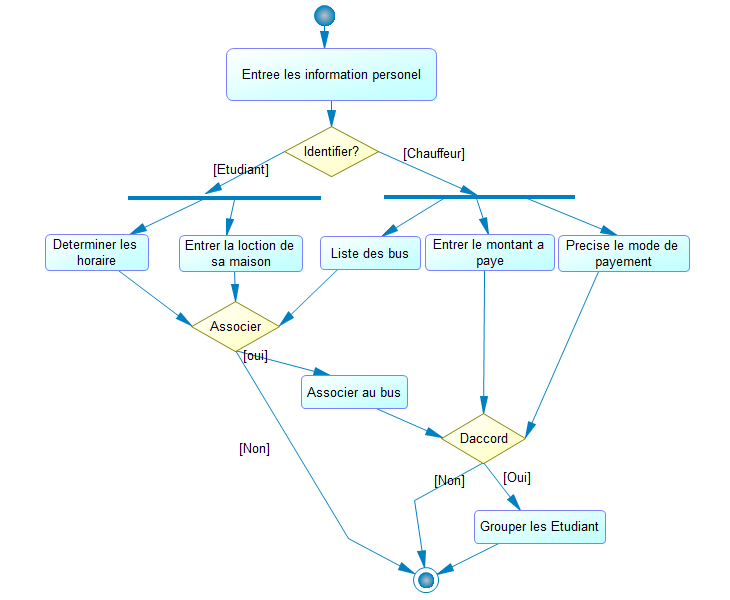 Entree les information personel
Identifier?
[Etudiant]
[Chauffeur]
Determiner les
horaire
Entrer la loction de
sa maison
Liste des bus
Entrer le montant a
paye
Precise le mode de
payement
Associer
[oui]
Associer au bus
[Non]
Daccord
[Non]
[Oui]
Grouper les Etudiant